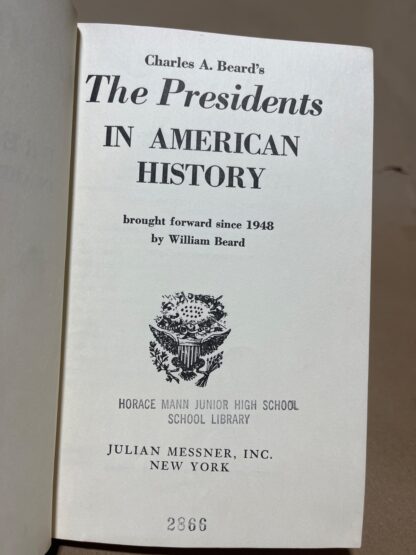 Charles A. Beard's
The Presidents
IN AMERICAN
HISTORY
brought forward since 1948
by William Beard
HORACE MANN JUNIOR HIGH SCHOOL
SCHOOL LIBRARY
JULIAN MESSNER, INC.
NEW YORK
2866